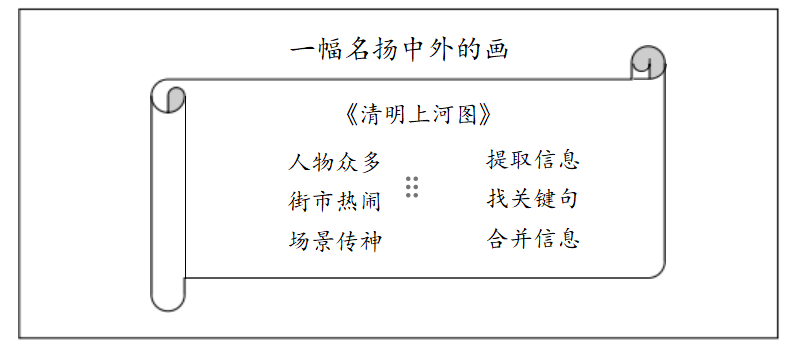 一幅名扬中外的画
《清明上河图》
人物众多 提取信息
街市热闹 找关键句
场景传神 合并信息